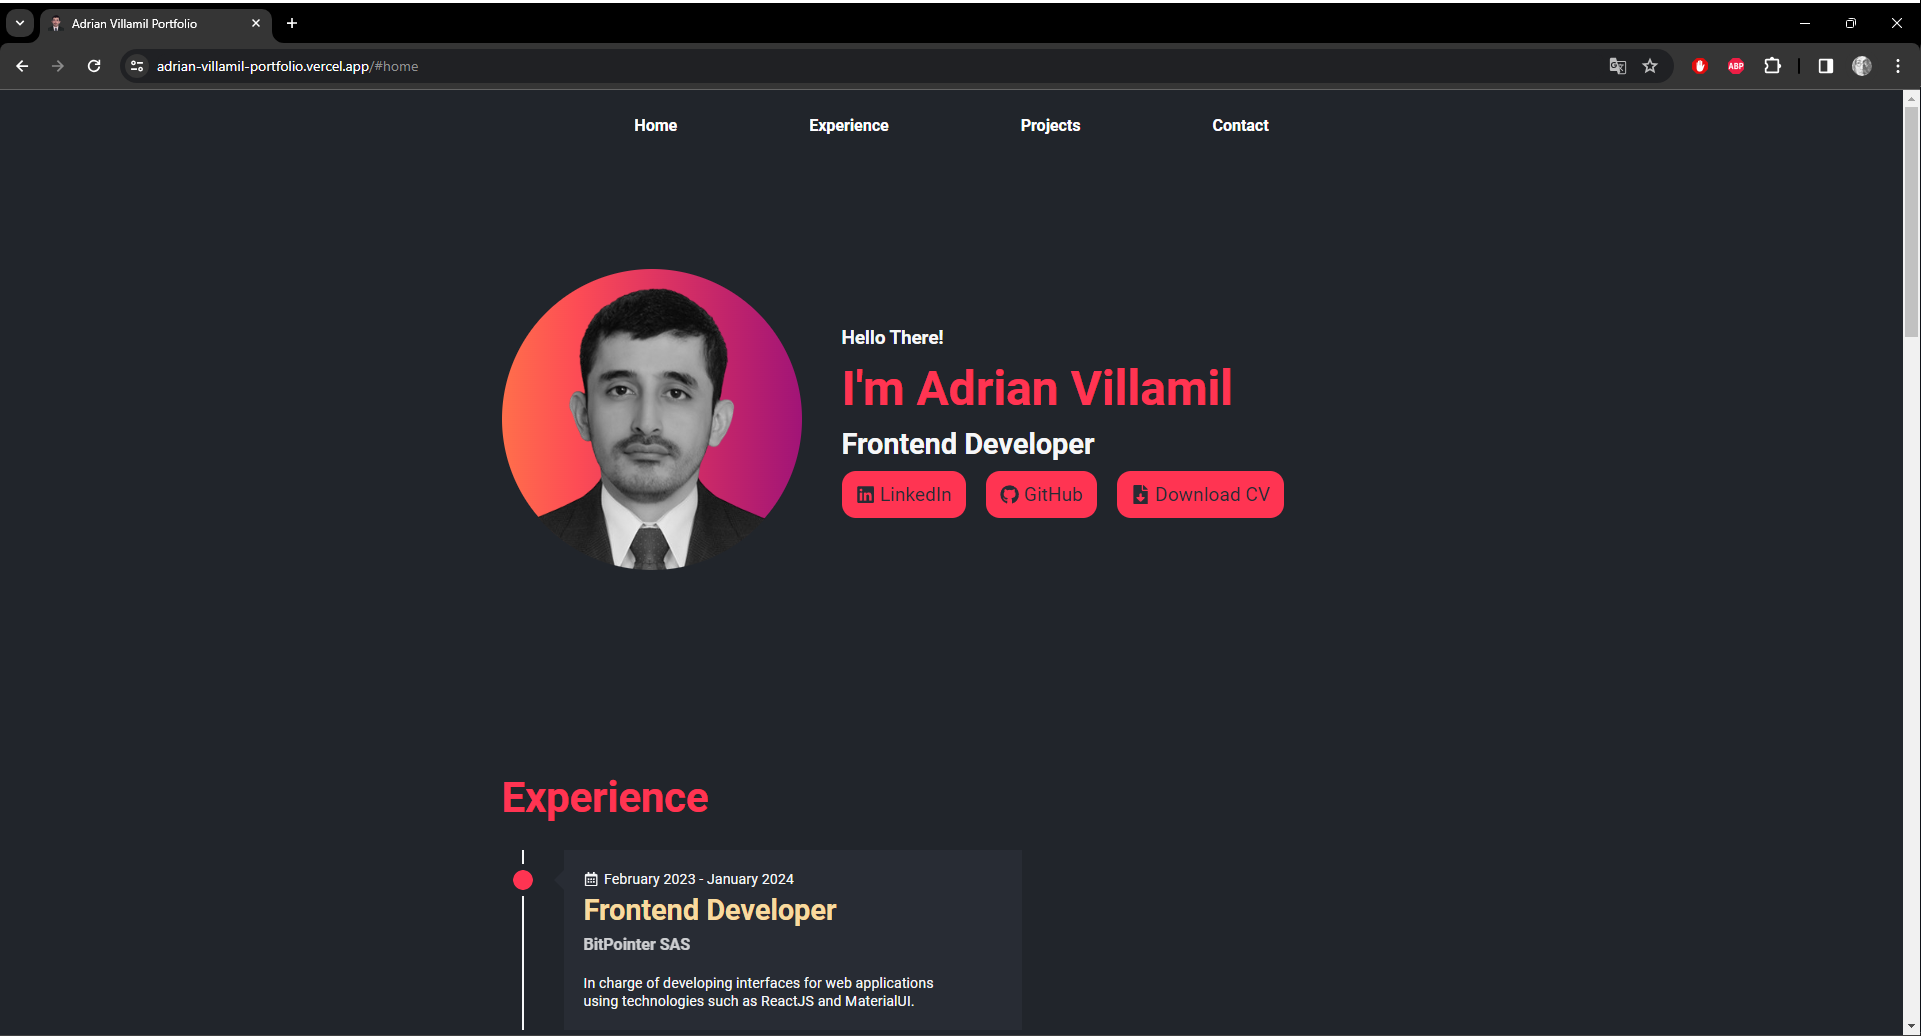 Adrian Villamil Portfolio
adrian-villamil-portfolio.vercel.app/#home
ABP
Home
Experience
Projects
Contact
Hello There!
I'm Adrian Villamil
Frontend Developer
LinkedIn
GitHub
Download CV
Experience
February 2023 - January 2024
Frontend Developer
BitPointer SAS
In charge of developing interfaces for web applications
using technologies such as ReactJS and MaterialUI.